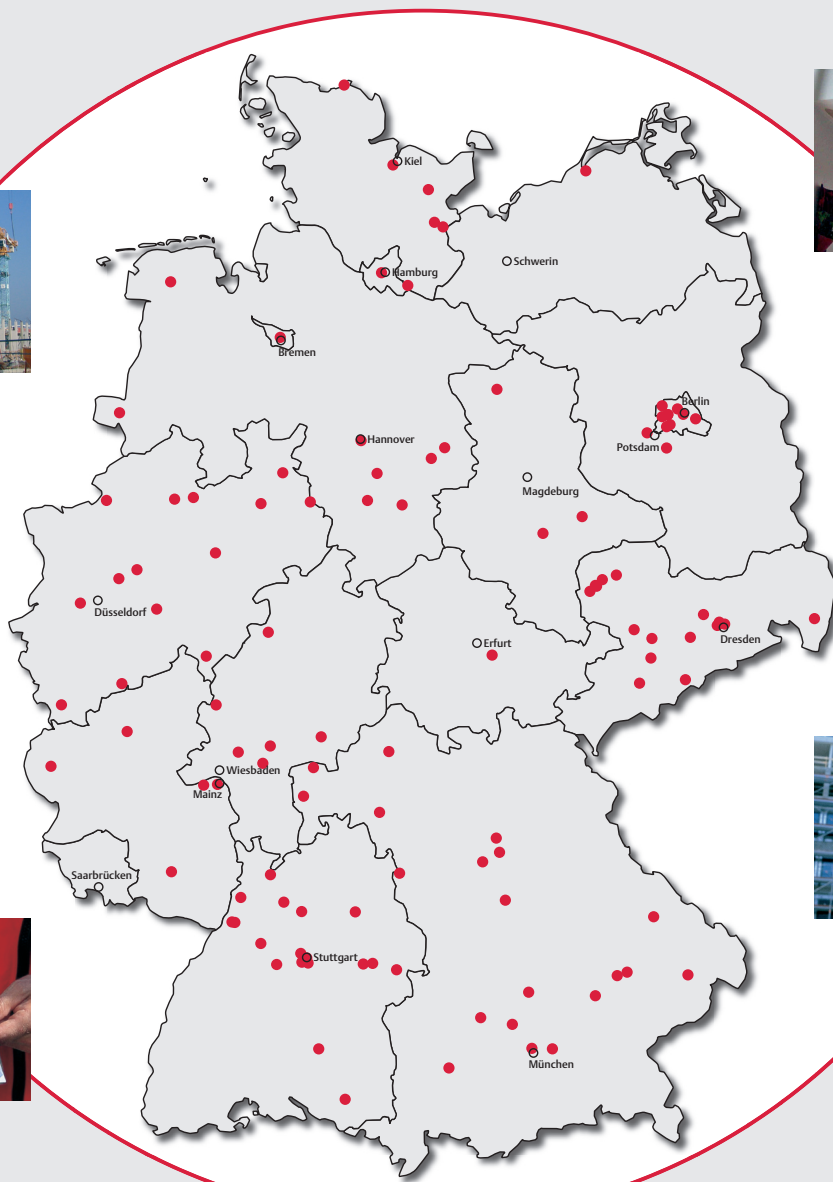 Kiel
Schwerin
Hamburg
Bremen
Berlin
Hannover
Potsdam
Magdeburg
Düsseldorf
Dresden
Erfurt
Wiesbaden
Mainz
Saarbrücken
Stuttgart
München